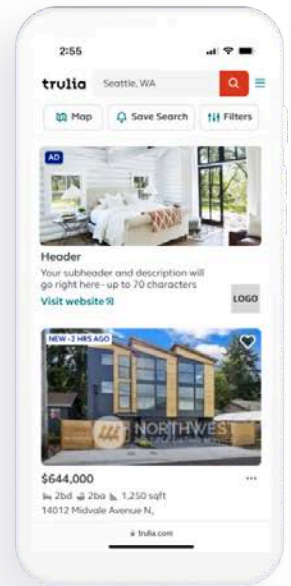 2:55
trulia Seattle, WA
Map Save Search Filters
AD
Header
Your subheader and description will
go right here - up to 70 characters
Visit website
LOGO
NEW - 2 HRS AGO
NORTHWEST
$644,000
2bd 2ba 1,250 sqft
14012 Midvale Avenue N,
trulia.com